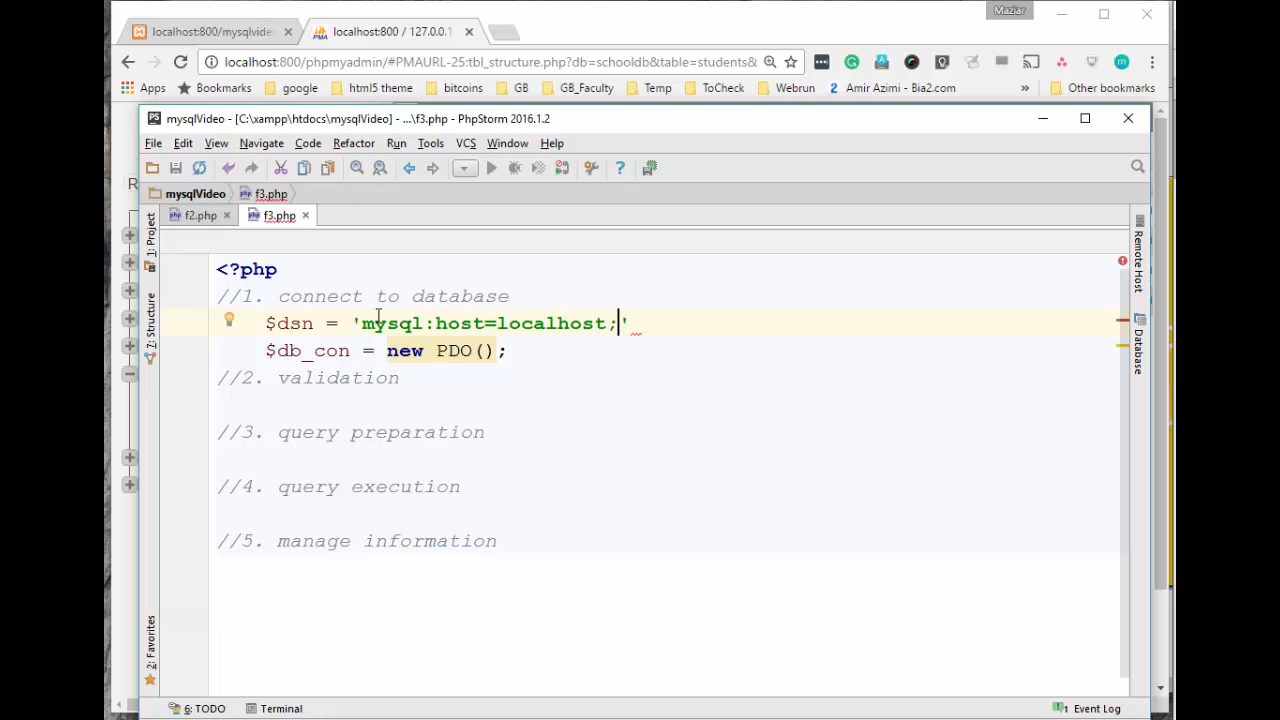 Maziar
localhost:800/mysqlvide
localhost:800 / 127.0.0.1
localhost:800/phpmyadmin/#PMAURL-25:tbl_structure.php?db=schooldb&table=students&
Apps Bookmarks google html5 theme bitcoins GB GB_Faculty Temp ToCheck Webrun 2 Amir Azimi - Bia2.com » Other bookmarks
PS mysqlVideo - [C:\xampp\htdocs\mysqlVideo] - ...\f3.php - PhpStorm 2016.1.2
File Edit View Navigate Code Refactor Run Tools VCS Window Help
mysqlVideo f3.php
f2.php f3.php
1: Project
7: Structure
2: Favorites
Remote Host
Database
R
<?php
//1. connect to database
$dsn = 'mysql:host=localhost;'
$db_con = new PDO();
//2. validation
//3. query preparation
//4. query execution
//5. manage information
6: TODO Terminal 1 Event Log